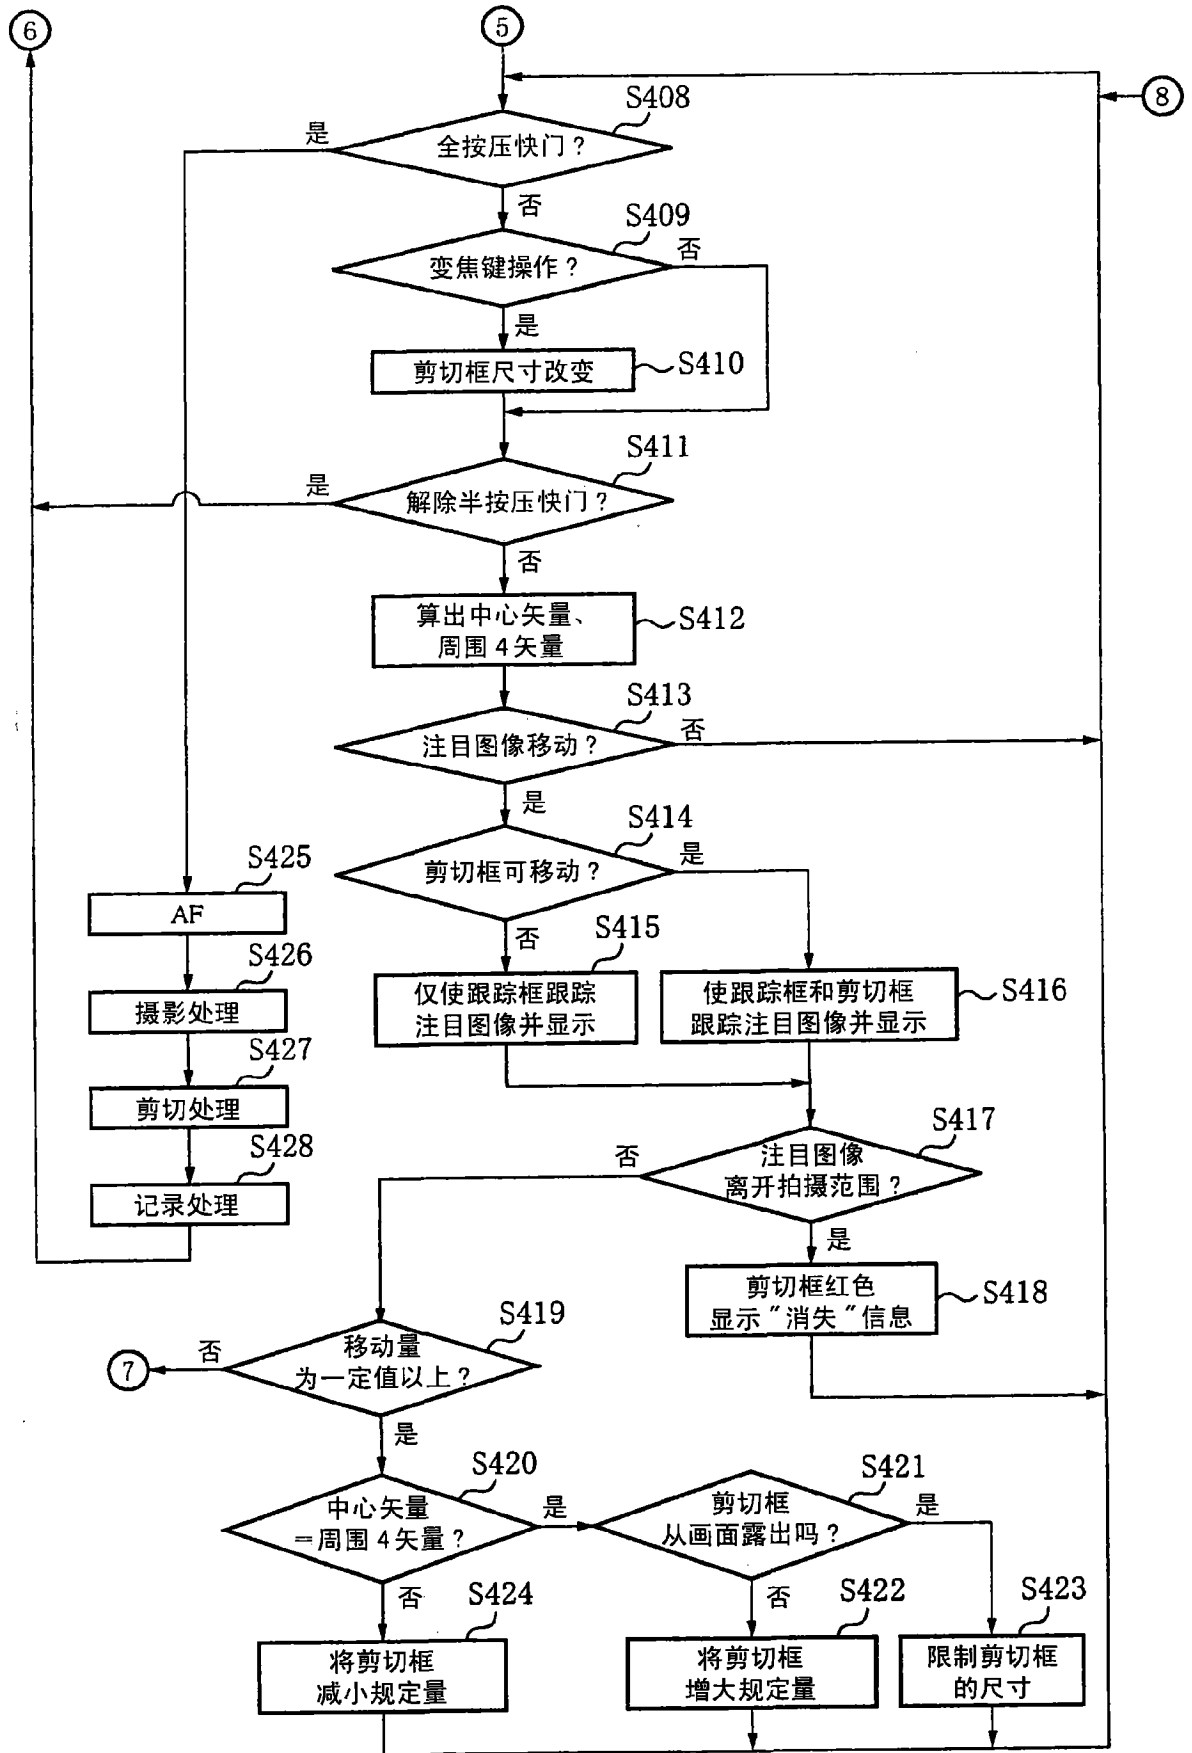 6
5
8
S408
全按压快门？
是
否
S409
变焦键操作？
否
是
剪切框尺寸改变
S410
S411
解除半按压快门？
是
否
算出中心矢量、
周围4矢量
S412
S413
注目图像移动？
否
是
S414
剪切框可移动？
是
否
S415
仅使跟踪框跟踪
注目图像并显示
使跟踪框和剪切框
跟踪注目图像并显示
S416
S425
AF
S426
摄影处理
S427
剪切处理
S428
记录处理
S417
注目图像
离开拍摄范围？
否
是
剪切框红色
显示"消失"信息
S418
S419
移动量
为一定值以上？
否
7
是
S420
中心矢量
=周围4矢量？
是
否
S421
剪切框
从画面露出吗？
是
否
S424
将剪切框
减小规定量
S422
将剪切框
增大规定量
S423
限制剪切框
的尺寸